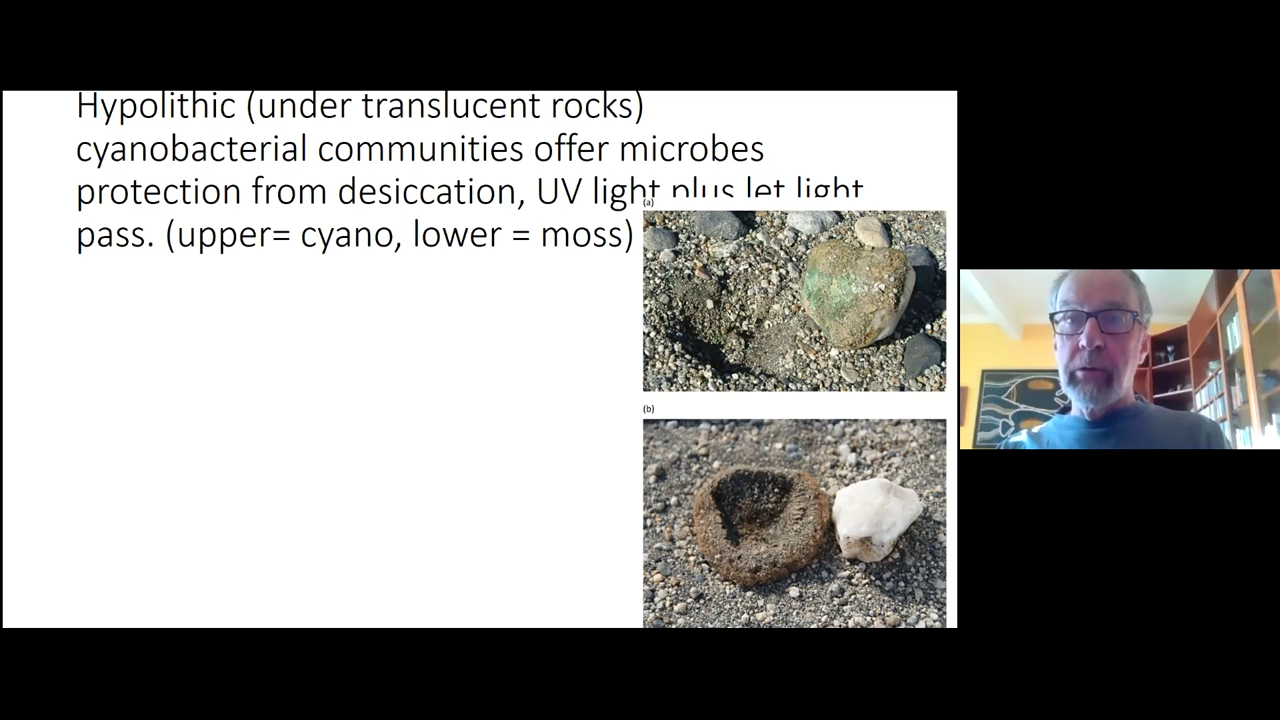 Hypolithic (under translucent rocks)
cyanobacterial communities offer microbes
protection from desiccation, UV light plus let light
pass. (upper= cyano, lower = moss)
(a)
(b)